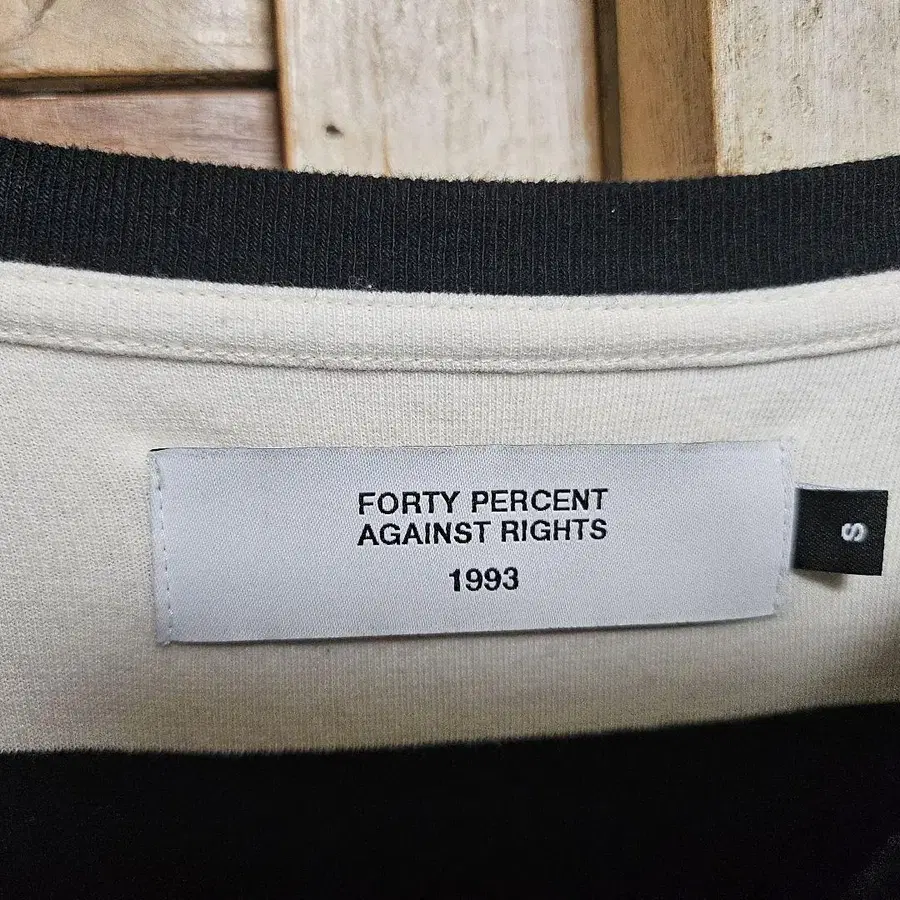 FORTY PERCENT
AGAINST RIGHTS
1993
S